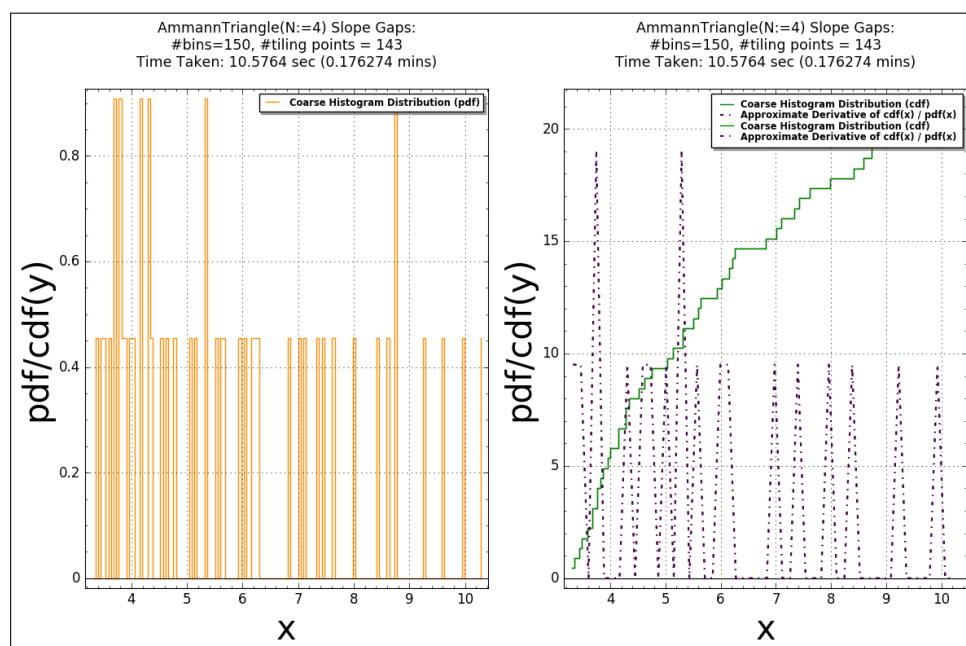 AmmannTriangle(N:=4) Slope Gaps:
#bins=150, #tiling points = 143
Time Taken: 10.5764 sec (0.176274 mins)
Coarse Histogram Distribution (pdf)
pdf/cdf(y)
0.8
0.6
0.4
0.2
0
4
5
6
7
8
9
10
x
AmmannTriangle(N:=4) Slope Gaps:
#bins=150, #tiling points = 143
Time Taken: 10.5764 sec (0.176274 mins)
Coarse Histogram Distribution (cdf)
Approximate Derivative of cdf(x) / pdf(x)
Coarse Histogram Distribution (cdf)
Approximate Derivative of cdf(x) / pdf(x)
pdf/cdf(y)
20
15
10
5
0
4
5
6
7
8
9
10
x